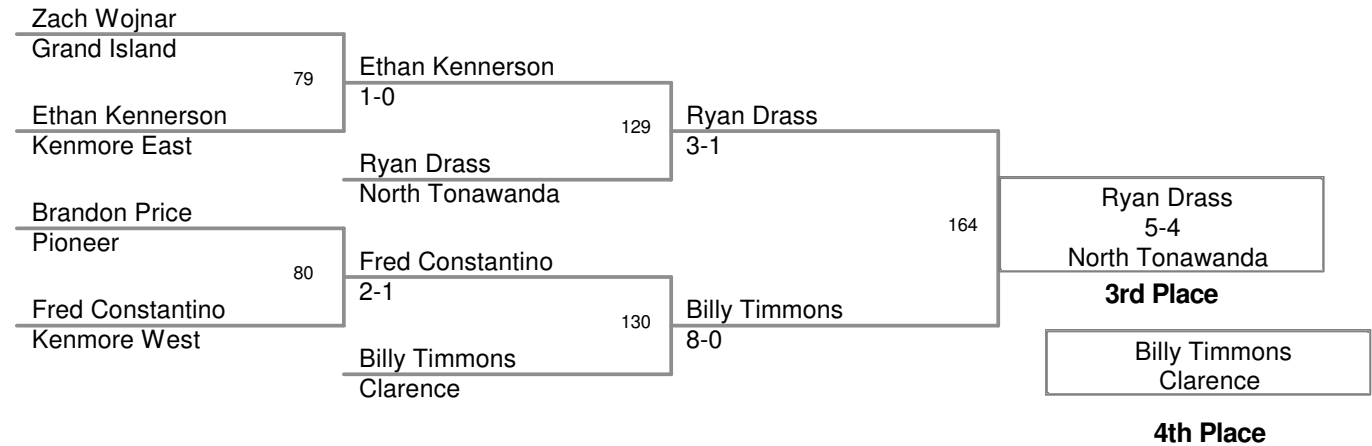 Zach Wojnar
Grand Island
79
Ethan Kennerson
1-0
Ethan Kennerson
Kenmore East
129
Ryan Drass
3-1
Ryan Drass
North Tonawanda
Brandon Price
Pioneer
164
Ryan Drass
5-4
North Tonawanda
3rd Place
80
Fred Constantino
2-1
Fred Constantino
Kenmore West
130
Billy Timmons
8-0
Billy Timmons
Clarence
Billy Timmons
Clarence
4th Place